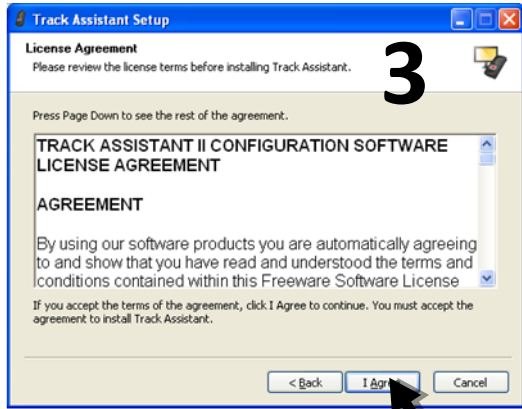 Track Assistant Setup
License Agreement
Please review the license terms before installing Track Assistant.
3
Press Page Down to see the rest of the agreement.
TRACK ASSISTANT II CONFIGURATION SOFTWARE
LICENSE AGREEMENT
AGREEMENT
By using our software products you are automatically agreeing
to and show that you have read and understood the terms and
conditions contained within this Freeware Software License
If you accept the terms of the agreement, click I Agree to continue. You must accept the
agreement to install Track Assistant.
< Back
I Agree
Cancel